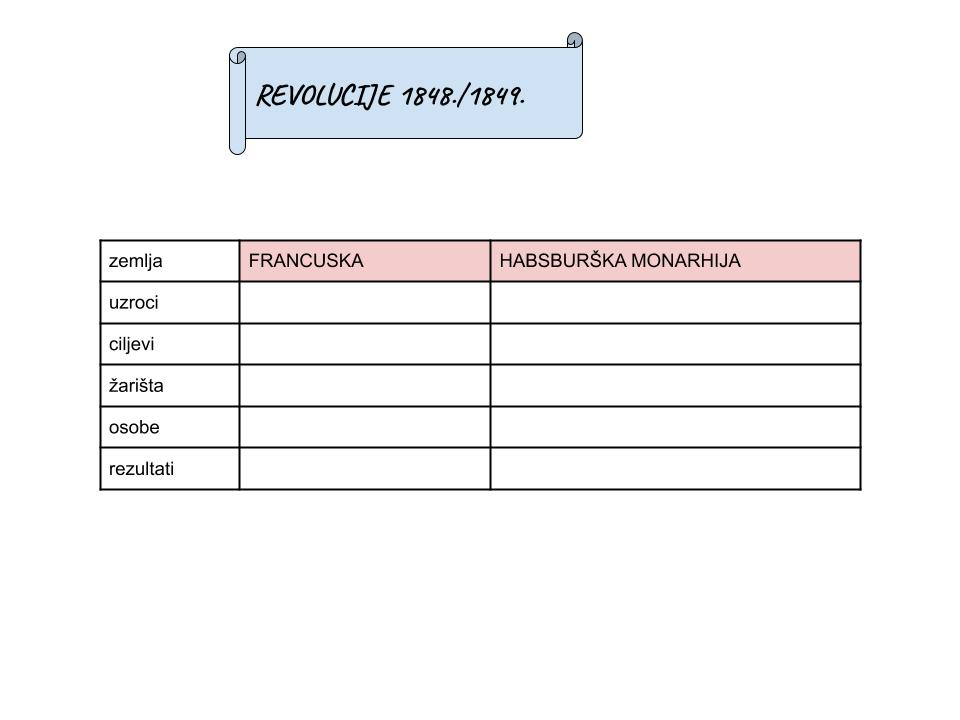 REVOLUCIJE 1848./1849.
zemlja FRANCUSKA HABSBURŠKA MONARHIJA
uzroci
ciljevi
žarišta
osobe
rezultati